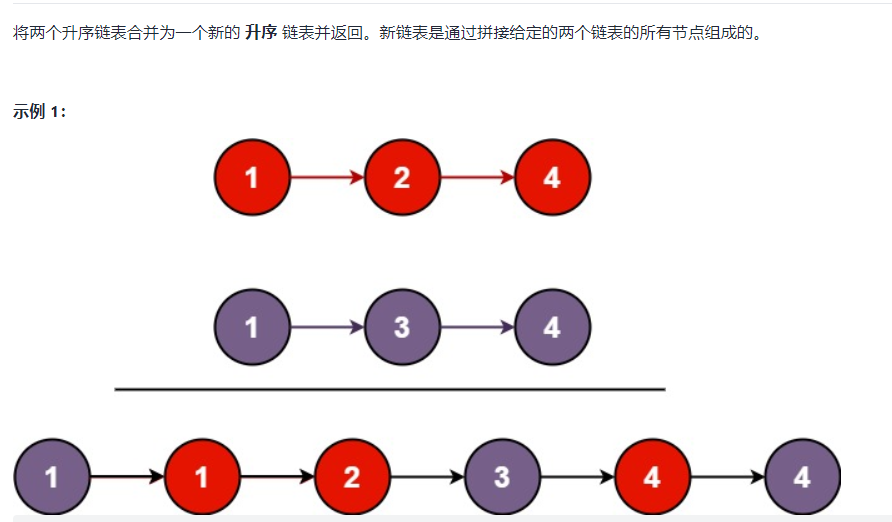 将两个升序链表合并为一个新的 升序 链表并返回。新链表是通过拼接给定的两个链表的所有节点组成的。
示例 1：
1 2 4
1 3 4
1 1 2 3 4 4